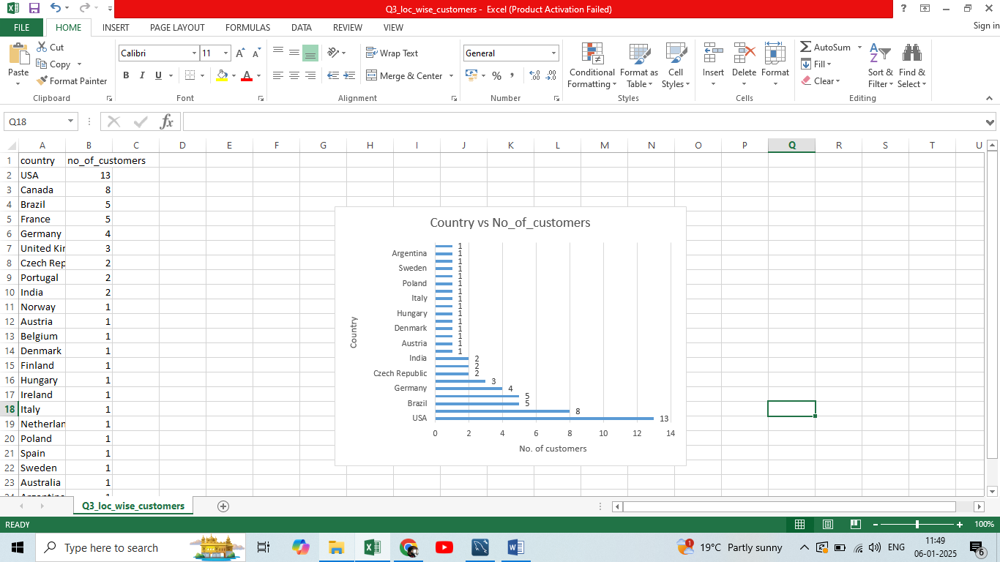 Q3_loc_wise_customers - Excel (Product Activation Failed)
?
FILE HOME INSERT PAGE LAYOUT FORMULAS DATA REVIEW VIEW Sign in
Paste
Cut
Copy
Format Painter
Clipboard
Calibri 11
B I U
Font
Wrap Text
Merge & Center
Alignment
General
%
Number
Conditional Formatting
Format as Table
Cell Styles
Styles
Insert Delete Format
Cells
AutoSum
Fill
Clear
Sort & Filter
Find & Select
Editing
Q18 fx
A B C D E F G H I J K L M N O P Q R S T U
1 country no_of_customers
2 USA 13
3 Canada 8
4 Brazil 5
5 France 5
6 Germany 4
7 United Kin 3
8 Czech Rep 2
9 Portugal 2
10 India 2
11 Norway 1
12 Austria 1
13 Belgium 1
14 Denmark 1
15 Finland 1
16 Hungary 1
17 Ireland 1
18 Italy 1
19 Netherlan 1
20 Poland 1
21 Spain 1
22 Sweden 1
23 Australia 1
24 Argentina 1
Country vs No_of_customers
1
Argentina 1
1
Sweden 1
1
Poland 1
1
Italy 1
1
Hungary 1
1
Denmark 1
1
Austria 1
1
India 2
2
Czech Republic 2
3
Germany 4
5
Brazil 5
8
USA 13
0 2 4 6 8 10 12 14
No. of customers
Country
Q3_loc_wise_customers
READY 100%
Type here to search
1
19°C Partly sunny
ENG
11:49
06-01-2025
6